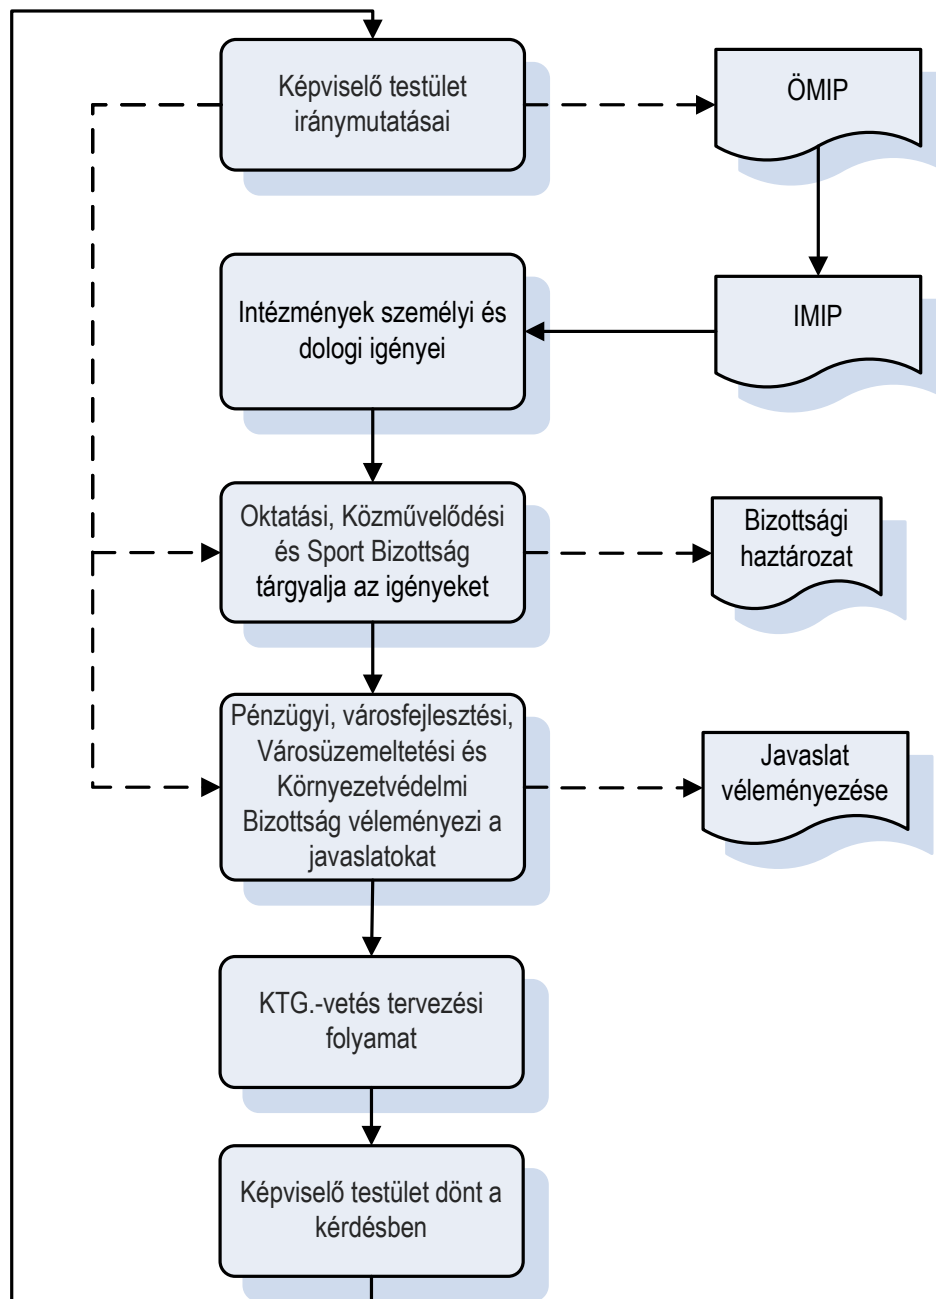 Képviselő testület
iránymutatásai
ÖMIP
Intézmények személyi és
dologi igényei
IMIP
Oktatási, Közművelődési
és Sport Bizottság
tárgyalja az igényeket
Bizottsági
haztározat
Pénzügyi, városfejlesztési,
Városüzemeltetési és
Környezetvédelmi
Bizottság véleményezi a
javaslatokat
Javaslat
véleményezése
KTG.-vetés tervezési
folyamat
Képviselő testület dönt a
kérdésben